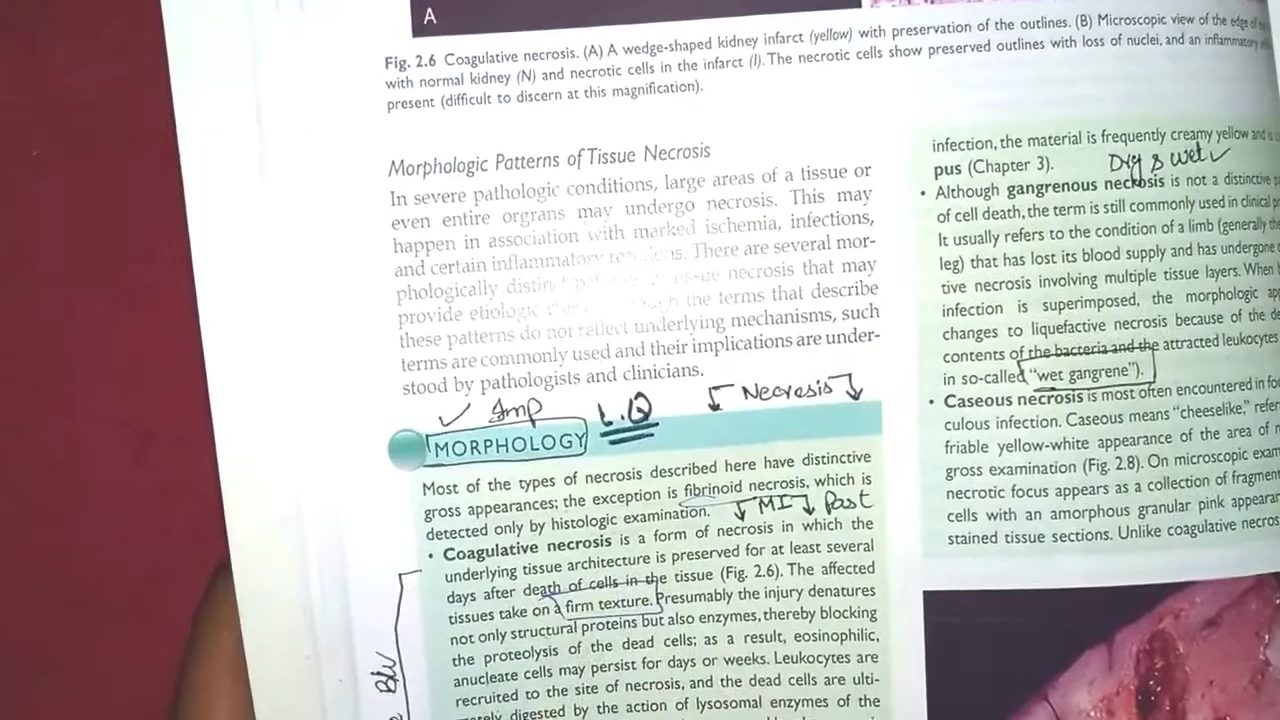 A
Fig. 2.6 Coagulative necrosis. (A) A wedge-shaped kidney infarct (yellow) with preservation of the outlines. (B) Microscopic view of the edge of
with normal kidney (N) and necrotic cells in the infarct (I). The necrotic cells show preserved outlines with loss of nuclei, and an inflammatory
present (difficult to discern at this magnification).
Morphologic Patterns of Tissue Necrosis
In severe pathologic conditions, large areas of a tissue or
even entire orgrans may undergo necrosis. This may
happen in association with marked ischemia, infections,
and certain inflammatory
There are several mor-
phologically
necrosis that may
provide etiologic
the terms that describe
these patterns do not reflect underlying mechanisms, such
terms are commonly used and their implications are under-
stood by pathologists and clinicians.
✓ Imp L.Q Necrosis
MORPHOLOGY
Most of the types of necrosis described here have distinctive
gross appearances; the exception is fibrinoid necrosis, which is
detected only by histologic examination. MI Past
• Coagulative necrosis is a form of necrosis in which the
underlying tissue architecture is preserved for at least several
days after death of cells in the tissue (Fig. 2.6). The affected
tissues take on a firm texture. Presumably the injury denatures
not only structural proteins but also enzymes, thereby blocking
the proteolysis of the dead cells; as a result, eosinophilic,
anucleate cells may persist for days or weeks. Leukocytes are
recruited to the site of necrosis, and the dead cells are ulti-
digested by the action of lysosomal enzymes of the
infection, the material is frequently creamy yellow and is
pus (Chapter 3). Dry & wet ✓
• Although gangrenous necrosis is not a distinctive
of cell death, the term is still commonly used in clinical
It usually refers to the condition of a limb (generally the
leg) that has lost its blood supply and has undergone
tive necrosis involving multiple tissue layers. When
infection is superimposed, the morphologic
changes to liquefactive necrosis because of the
contents of the bacteria and the attracted leukocytes
in so-called "wet gangrene").
• Caseous necrosis is most often encountered in
culous infection. Caseous means "cheeselike,"
friable yellow-white appearance of the area of
gross examination (Fig. 2.8). On microscopic
necrotic focus appears as a collection of
cells with an amorphous granular pink
stained tissue sections. Unlike coagulative